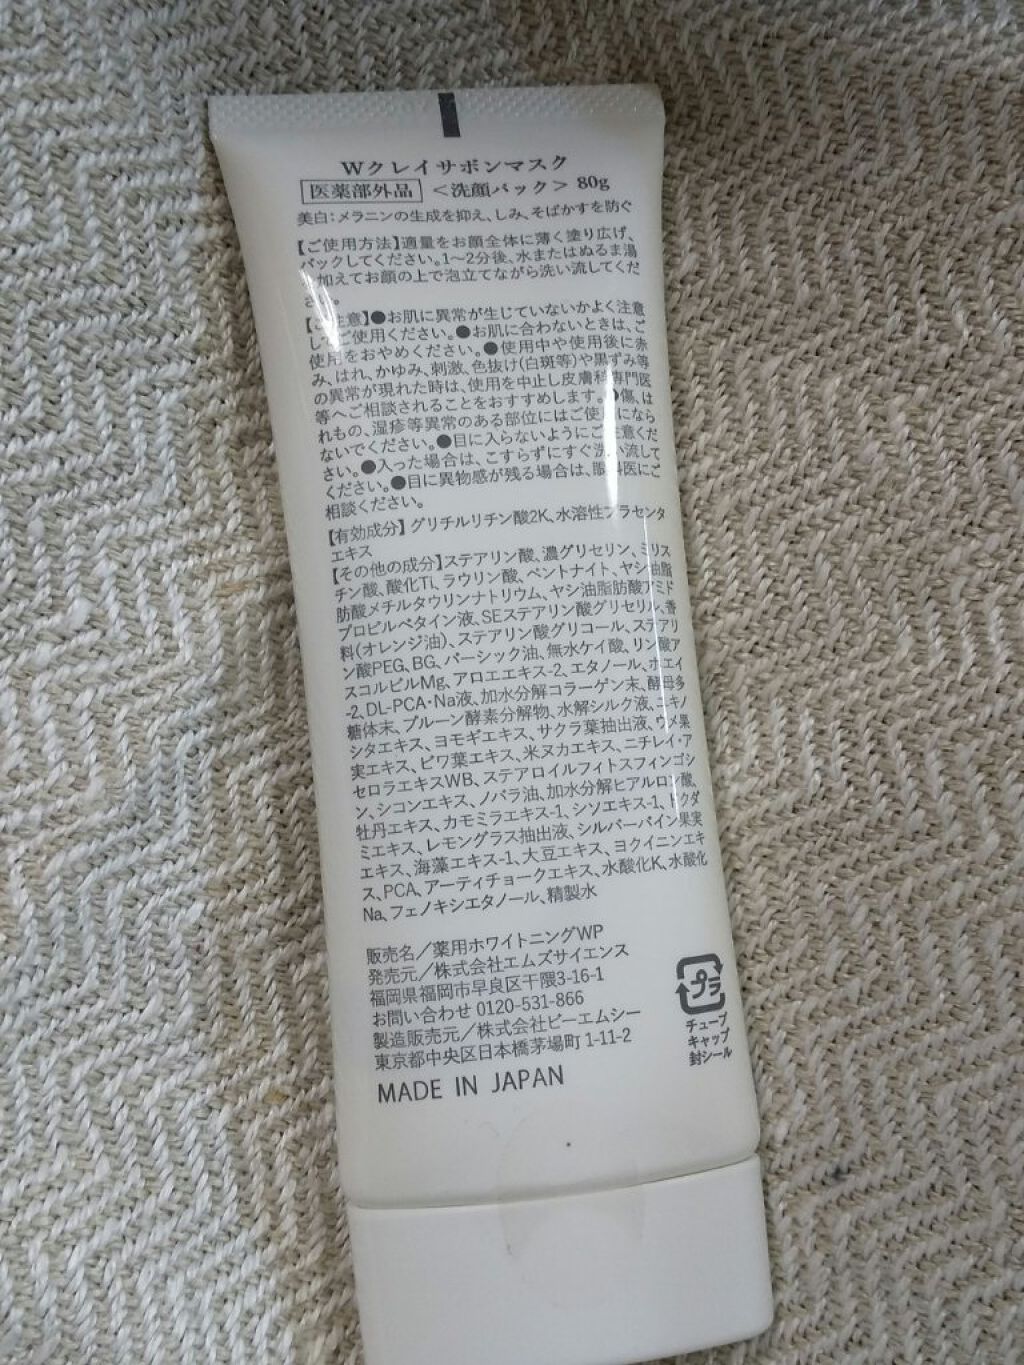 Wクレイサボンマスク
医薬部外品 ＜洗顔パック＞ 80g
美白：メラニンの生成を抑え、しみ、そばかすを防ぐ
【ご使用方法】適量をお顔全体に薄く塗り広げ、
パックしてください。1～2分後、水またはぬるま湯
加えてお顔の上で泡立てながら洗い流してくだ
さい。
【ご注意】●お肌に異常が生じていないかよく注意
してご使用ください。●お肌に合わないときは、ご
使用をおやめください。●使用中や使用後に赤
み、はれ、かゆみ、刺激、色抜け(白斑等)や黒ずみ等
の異常が現れた時は、使用を中止し皮膚科専門医
等へご相談されることをおすすめします。●傷、は
れもの、湿疹等異常のある部位にはご使用になら
ないでください。●目に入らないようにご注意くだ
さい。●入った場合は、こすらずにすぐ洗い流して
ください。●目に異物感が残る場合は、眼科医にご
相談ください。
【有効成分】グリチルリチン酸2K、水溶性プラセンタ
エキス
【その他の成分】ステアリン酸、濃グリセリン、ミリス
チン酸、酸化Ti、ラウリン酸、ベントナイト、ヤシ油脂
肪酸メチルタウリンナトリウム、ヤシ油脂肪酸アミド
プロピルベタイン液、SEステアリン酸グリセリル、香
料(オレンジ油)、ステアリン酸グリコール、ステアリ
ン酸PEG、BG、パーシック油、無水ケイ酸、リン酸ア
スコルビルMg、アロエエキス-2、エタノール、ホエイ
-2、DL-PCA・Na液、加水分解コラーゲン末、酵母多
糖体末、プルーン酵素分解物、水解シルク液、ユキノ
シタエキス、ヨモギエキス、サクラ葉抽出液、ウメ果
実エキス、ビワ葉エキス、米ヌカエキス、ニチレイ・ア
セロラエキスWB、ステアロイルフィトスフィンゴシ
ン、シコンエキス、ノバラ油、加水分解ヒアルロン酸、
牡丹エキス、カモミラエキス-1、シソエキス-1、ドクダ
ミエキス、レモングラス抽出液、シルバーバイン果実
エキス、海藻エキス-1、大豆エキス、ヨクイニンエキ
ス、PCA、アーティチョークエキス、水酸化K、水酸化
Na、フェノキシエタノール、精製水
販売名／薬用ホワイトニングWP
発売元／株式会社エムズサイエンス
福岡県福岡市早良区干隈3-16-1
お問い合わせ 0120-531-866
製造販売元／株式会社ビーエムシー
東京都中央区日本橋茅場町 1-11-2
MADE IN JAPAN
プラ
チューブ
キャップ
封シール